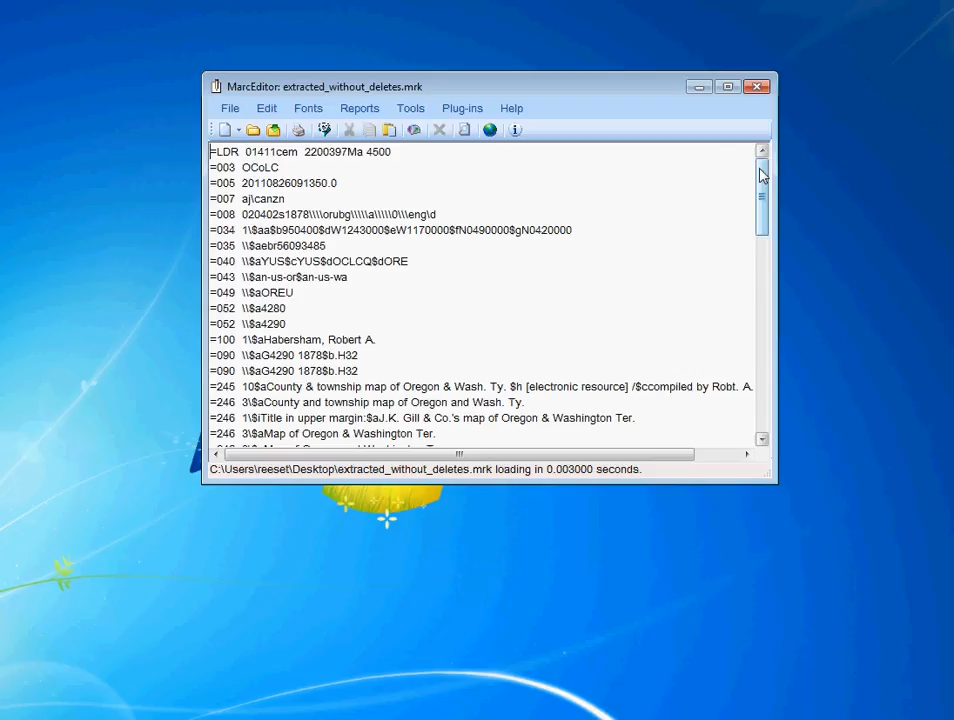 MarcEditor: extracted_without_deletes.mrk
File Edit Fonts Reports Tools Plug-ins Help
=LDR  01411cem  2200397Ma 4500
=003  OCoLC
=005  20110826091350.0
=007  aj\canzn
=008  020402s1878\\\\orubg\\\\\a\\\\\0\\\eng\d
=034  1\$aa$b950400$dW1243000$eW1170000$fN0490000$gN0420000
=035  \\$aebr56093485
=040  \\$aYUS$cYUS$dOCLCQ$dORE
=043  \\$an-us-or$an-us-wa
=049  \\$aOREU
=052  \\$a4280
=052  \\$a4290
=100  1\$aHabersham, Robert A.
=090  \\$aG4290 1878$b.H32
=090  \\$aG4290 1878$b.H32
=245  10$aCounty & township map of Oregon & Wash. Ty. $h [electronic resource] /$ccompiled by Robt. A.
=246  3\$aCounty and township map of Oregon and Wash. Ty.
=246  1\$iTitle in upper margin:$aJ.K. Gill & Co.'s map of Oregon & Washington Ter.
=246  3\$aMap of Oregon & Washington Ter.
C:\Users\reeset\Desktop\extracted_without_deletes.mrk loading in 0.003000 seconds.